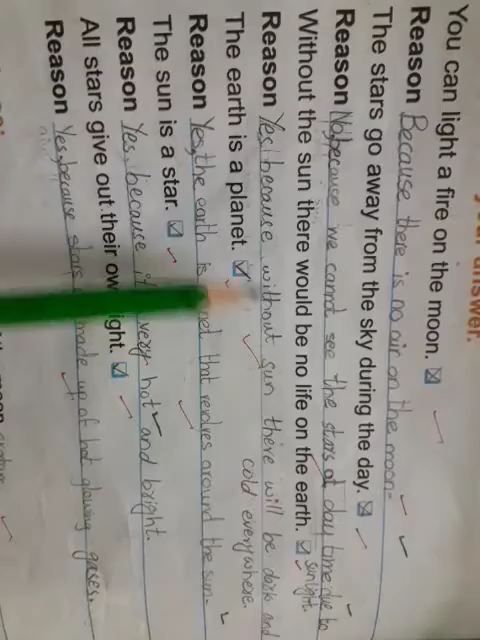 your answer.
You can light a fire on the moon.
Reason Because there is no air on the moon.
The stars go away from the sky during the day.
Reason No, because we cannot see the stars at day time due to
sunlight.
Without the sun there would be no life on the earth.
Reason Yes, because without sun there will be dark and
cold everywhere.
The earth is a planet.
Reason Yes, the earth is that revolves around the sun.
The sun is a star.
Reason Yes, because it very hot and bright.
All stars give out their
Reason Yes, because stars made up of hot glowing gases.